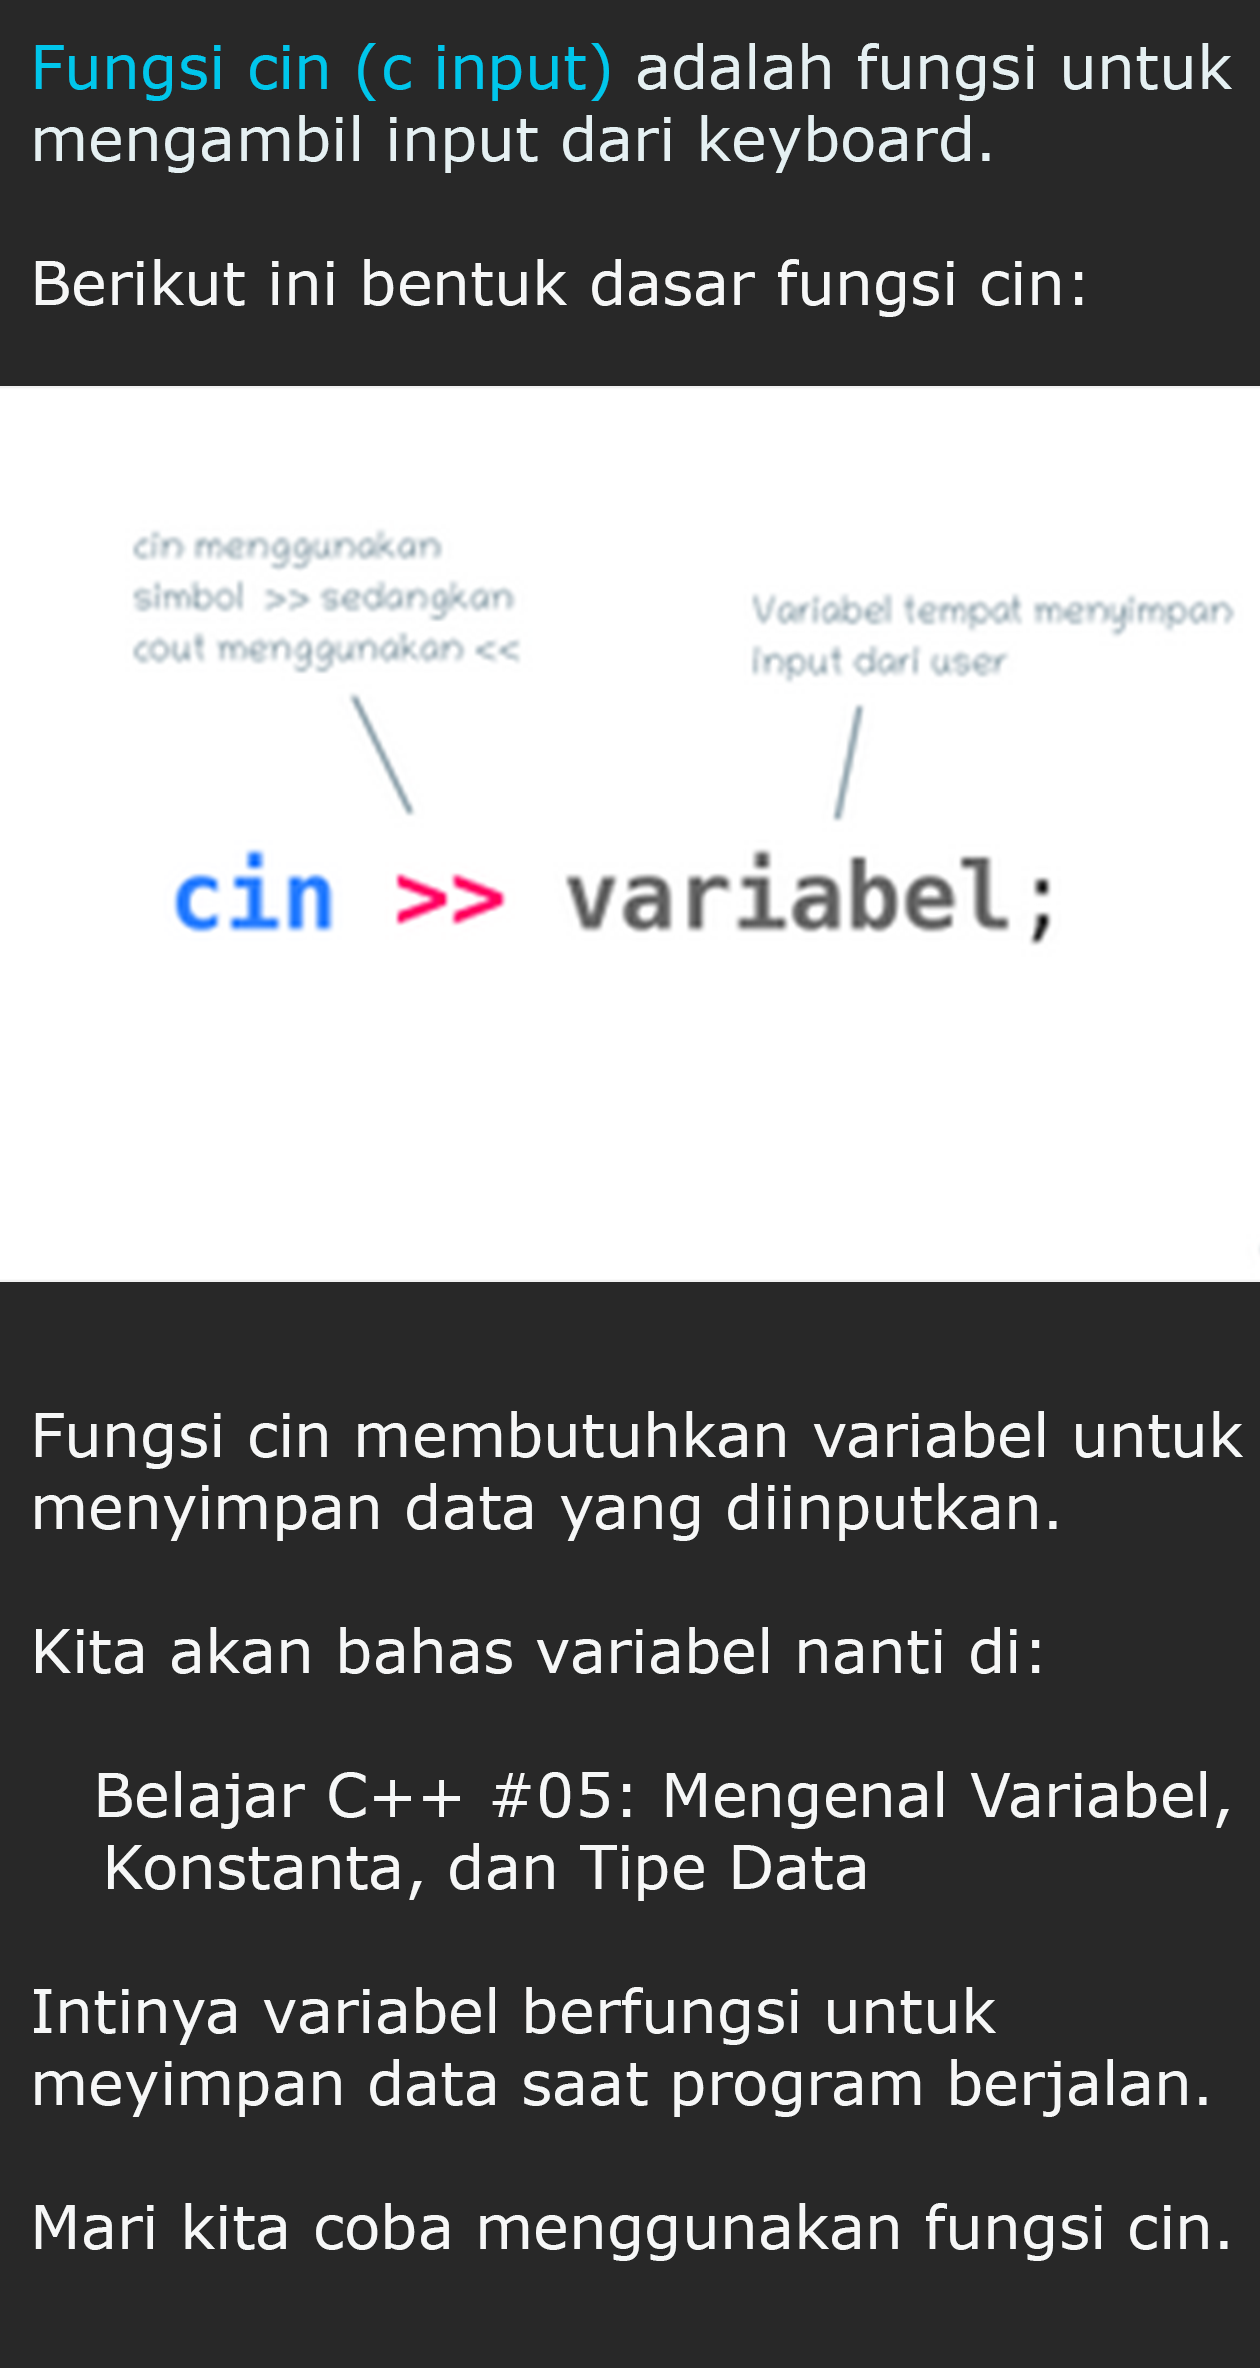 Fungsi cin (c input) adalah fungsi untuk
mengambil input dari keyboard.
Berikut ini bentuk dasar fungsi cin:
cin menggunakan
simbol >> sedangkan
cout menggunakan <<
Variabel tempat menyimpan
input dari user
cin >> variabel;
Fungsi cin membutuhkan variabel untuk
menyimpan data yang diinputkan.
Kita akan bahas variabel nanti di:
Belajar C++ #05: Mengenal Variabel,
Konstanta, dan Tipe Data
Intinya variabel berfungsi untuk
meyimpan data saat program berjalan.
Mari kita coba menggunakan fungsi cin.